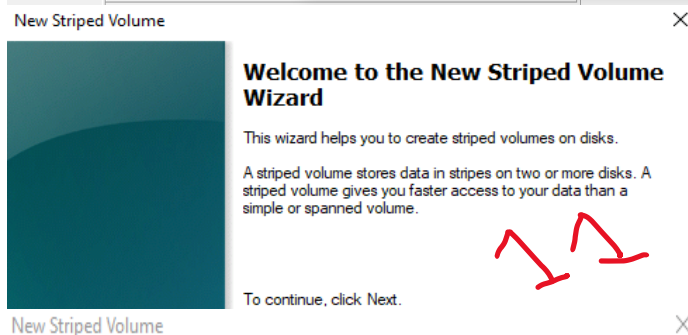 New Striped Volume
Welcome to the New Striped Volume
Wizard
This wizard helps you to create striped volumes on disks.
A striped volume stores data in stripes on two or more disks. A
striped volume gives you faster access to your data than a
simple or spanned volume.
11
To continue, click Next.
New Striped Volume